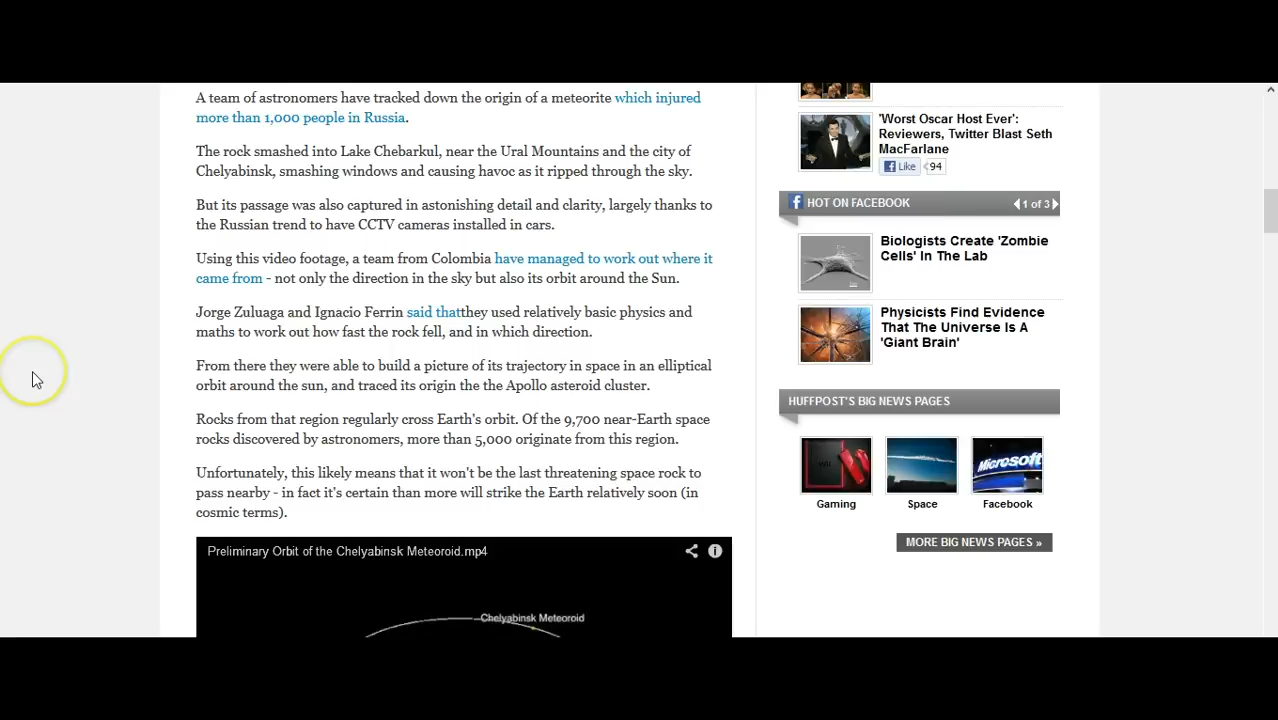 A team of astronomers have tracked down the origin of a meteorite which injured
more than 1,000 people in Russia.
The rock smashed into Lake Chebarkul, near the Ural Mountains and the city of
Chelyabinsk, smashing windows and causing havoc as it ripped through the sky.
But its passage was also captured in astonishing detail and clarity, largely thanks to
the Russian trend to have CCTV cameras installed in cars.
Using this video footage, a team from Colombia have managed to work out where it
came from - not only the direction in the sky but also its orbit around the Sun.
Jorge Zuluaga and Ignacio Ferrin said thatthey used relatively basic physics and
maths to work out how fast the rock fell, and in which direction.
From there they were able to build a picture of its trajectory in space in an elliptical
orbit around the sun, and traced its origin the the Apollo asteroid cluster.
Rocks from that region regularly cross Earth's orbit. Of the 9,700 near-Earth space
rocks discovered by astronomers, more than 5,000 originate from this region.
Unfortunately, this likely means that it won't be the last threatening space rock to
pass nearby - in fact it's certain than more will strike the Earth relatively soon (in
cosmic terms).
Preliminary Orbit of the Chelyabinsk Meteoroid.mp4
Chelyabinsk Meteoroid
'Worst Oscar Host Ever':
Reviewers, Twitter Blast Seth
MacFarlane
Like 94
HOT ON FACEBOOK
1 of 3
Biologists Create 'Zombie
Cells' In The Lab
Physicists Find Evidence
That The Universe Is A
'Giant Brain'
HUFFPOST'S BIG NEWS PAGES
Wii
Microsoft
Gaming
Space
Facebook
MORE BIG NEWS PAGES »